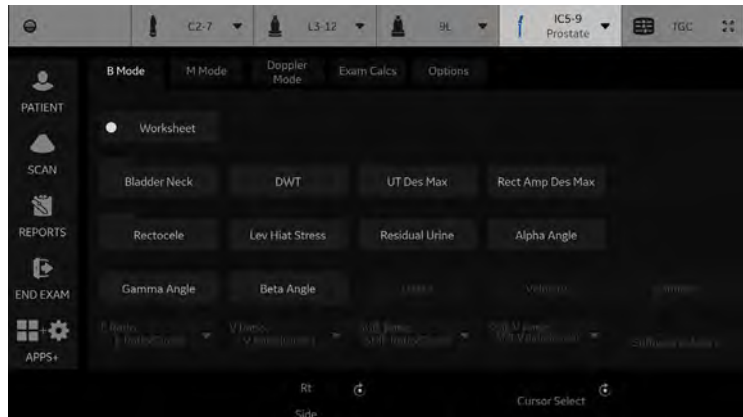 C2-7
L3-12
9L
IC5-9
Prostate
TGC
PATIENT
SCAN
REPORTS
END EXAM
APPS+
B Mode
M Mode
Doppler
Mode
Exam Calcs
Options
Worksheet
Bladder Neck
DWT
UT Des Max
Rect Amp Des Max
Rectocele
Lev Hiat Stress
Residual Urine
Alpha Angle
Gamma Angle
Beta Angle
Rt
Side
Cursor Select